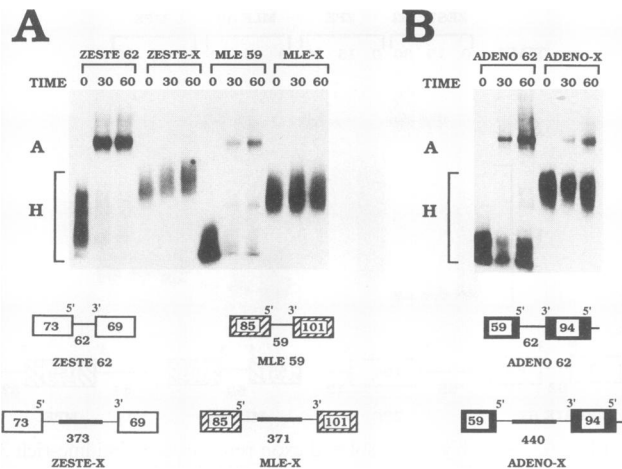 A
B
ZESTE 62 ZESTE-X MLE 59 MLE-X
TIME 0 30 60 0 30 60 0 30 60 0 30 60
A
H
ADENO 62 ADENO-X
TIME 0 30 60 0 30 60
A
H
5' 3'
73 62 69
ZESTE 62
5' 3'
85 59 101
MLE 59
5' 3' 5'
59 62 94
ADENO 62
5' 3'
73 373 69
ZESTE-X
5' 3'
85 371 101
MLE-X
5' 3' 5'
59 440 94
ADENO-X